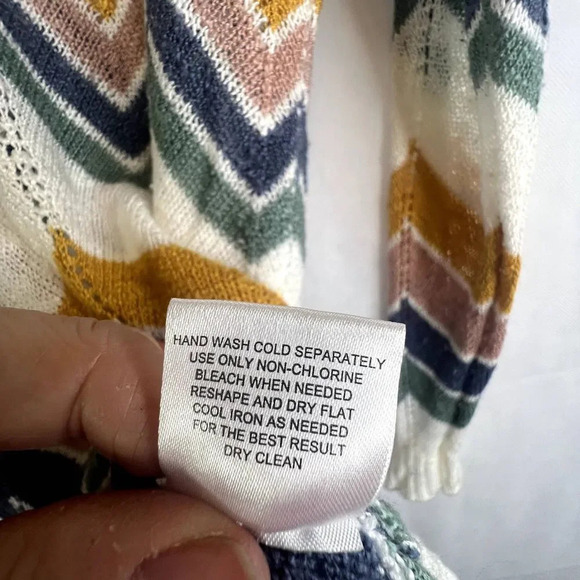 HAND WASH COLD SEPARATELY
USE ONLY NON-CHLORINE
BLEACH WHEN NEEDED
RESHAPE AND DRY FLAT
COOL IRON AS NEEDED
FOR THE BEST RESULT
DRY CLEAN